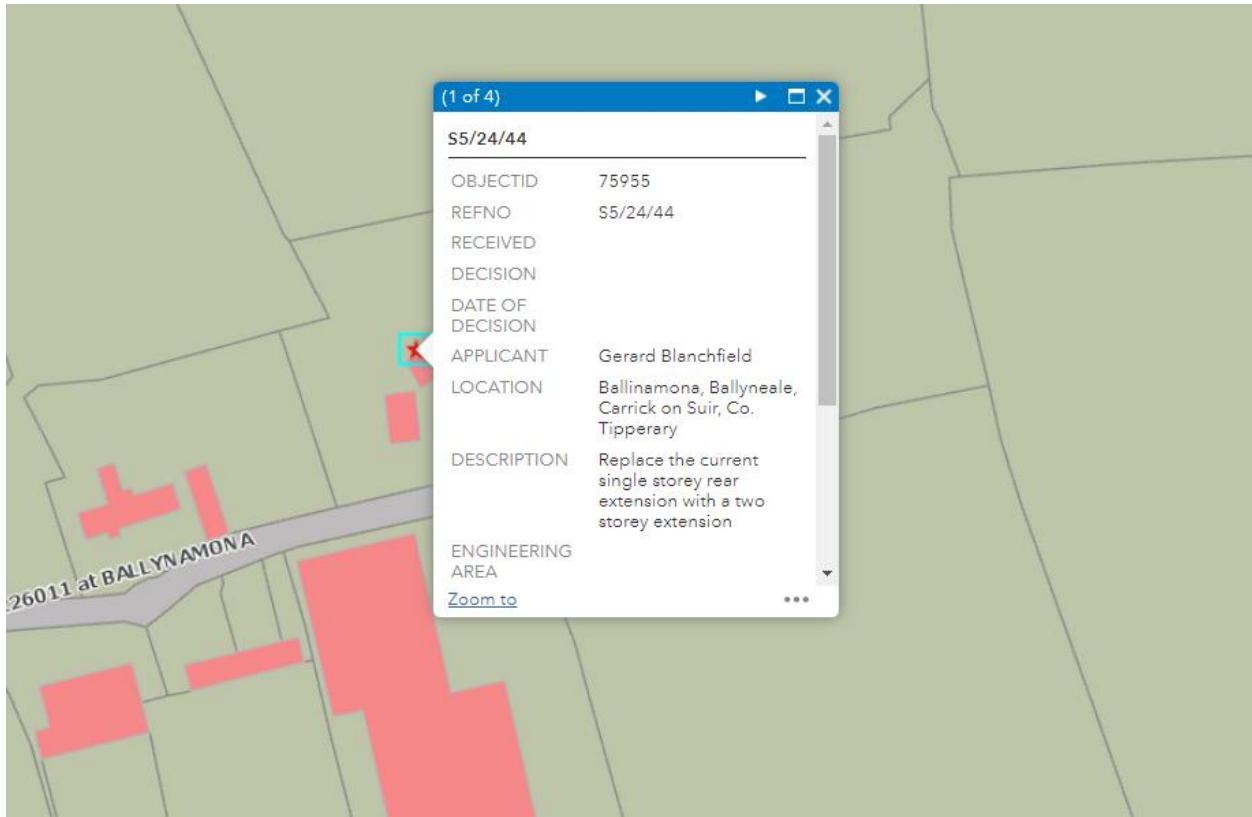 (1 of 4)
S5/24/44
OBJECTID 75955
REFNO S5/24/44
RECEIVED
DECISION
DATE OF
DECISION
APPLICANT Gerard Blanchfield
LOCATION Ballinamona, Ballyneale,
Carrick on Suir, Co.
Tipperary
DESCRIPTION Replace the current
single storey rear
extension with a two
storey extension
ENGINEERING
AREA
Zoom to
26011 at BALLYNAMONA